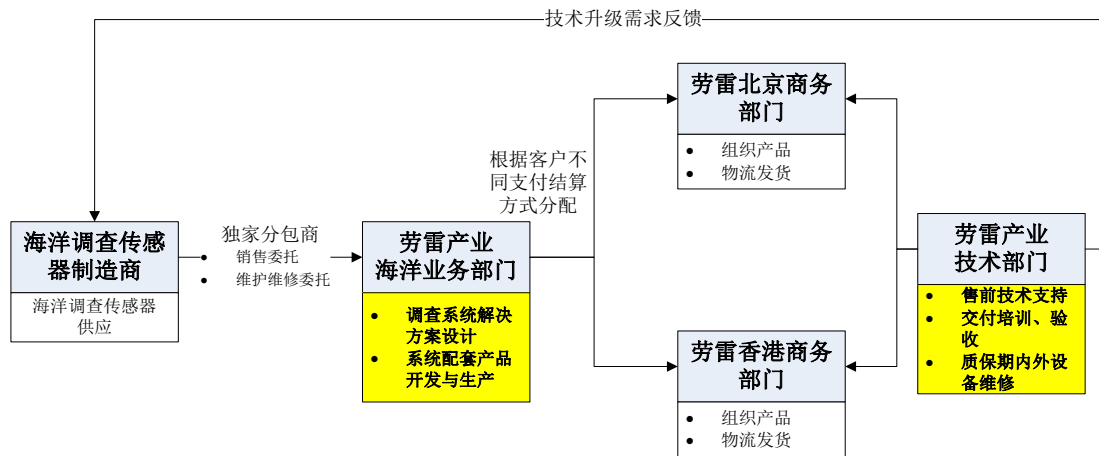 技术升级需求反馈
劳雷北京商务
部门
• 组织产品
• 物流发货
根据客户不
同支付结算
方式分配
海洋调查传感
器制造商
海洋调查传感器
供应
独家分包商
• 销售委托
• 维护维修委托
劳雷产业
海洋业务部门
• 调查系统解决
方案设计
• 系统配套产品
开发与生产
劳雷香港商务
部门
• 组织产品
• 物流发货
劳雷产业
技术部门
• 售前技术支持
• 交付培训、验
收
• 质保期内外设
备维修